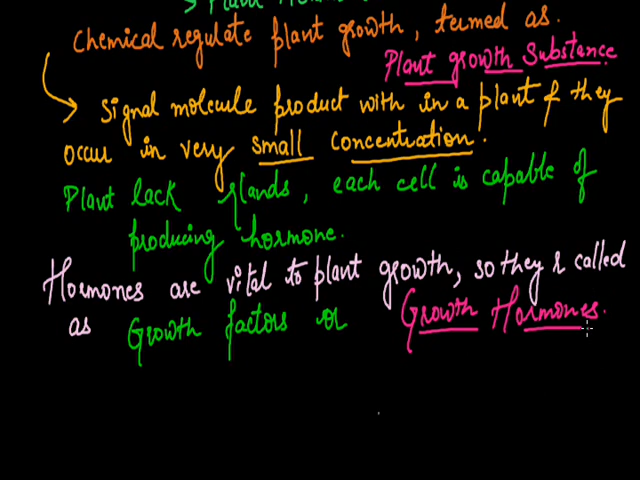 Plant Hormone
Chemical regulate plant growth, termed as.
Plant growth Substance
Signal molecule product with in a plant & they
occur in very small concentration.
Plant lack glands, each cell is capable of
producing hormone.
Hormones are vital to plant growth, so they r called
as Growth factors or Growth Hormones.